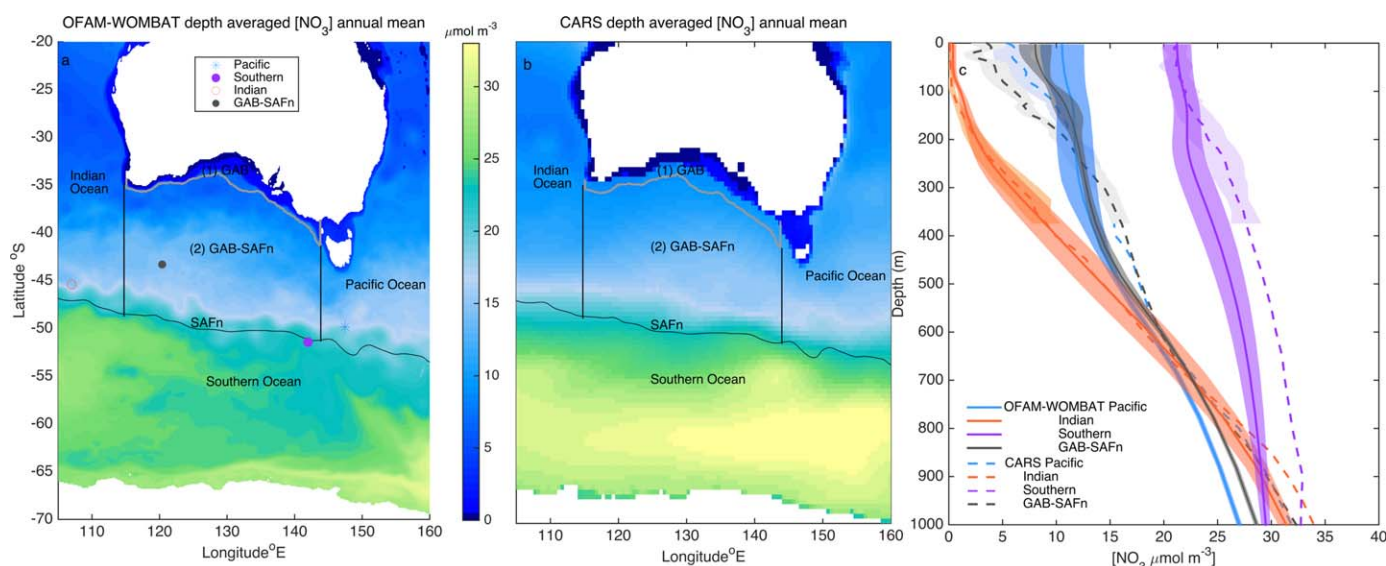 OFAM-WOMBAT depth averaged [NO3] annual mean
-20
-25
-30
-35
-40
-45
-50
-55
-60
-65
-70
Latitude °S
a
Pacific
Southern
Indian
GAB-SAFn
Indian
Ocean
(1) GAB
(2) GAB-SAFn
Pacific Ocean
SAFn
Southern Ocean
110
120
130
140
150
160
Longitude°E
μmol m-3
30
25
20
15
10
5
0
CARS depth averaged [NO3] annual mean
b
Indian
Ocean
(1) GAB
(2) GAB-SAFn
Pacific Ocean
SAFn
Southern Ocean
110
120
130
140
150
160
Longitude°E
0
100
200
300
400
500
600
700
800
900
1000
Depth (m)
c
OFAM-WOMBAT Pacific
Indian
Southern
GAB-SAFn
CARS Pacific
Indian
Southern
GAB-SAFn
0
5
10
15
20
25
30
35
40
[NO3 μmol m-3]